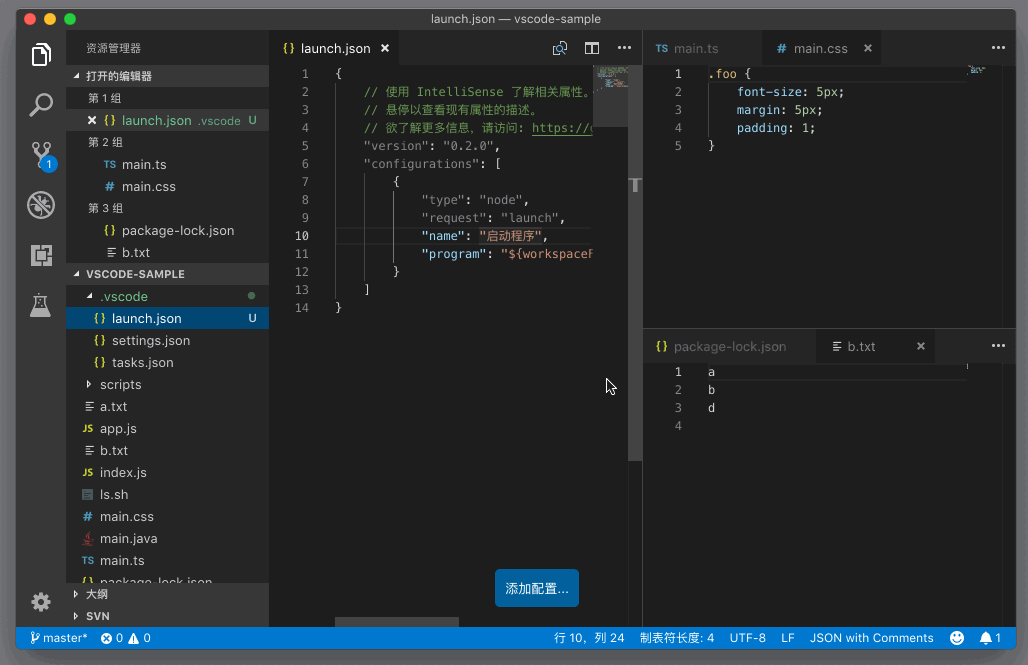 launch.json — vscode-sample
资源管理器
打开的编辑器
第 1 组
launch.json .vscode U
第 2 组
TS main.ts
# main.css
第 3 组
{} package-lock.json
b.txt
VSCODE-SAMPLE
.vscode
{} launch.json U
{} settings.json
{} tasks.json
scripts
a.txt
JS app.js
b.txt
JS index.js
ls.sh
# main.css
main.java
TS main.ts
{} package-lock.json
大纲
SVN
1
{} launch.json
1 {
2 // 使用 IntelliSense 了解相关属性。
3 // 悬停以查看现有属性的描述。
4 // 欲了解更多信息，请访问: https://
5 "version": "0.2.0",
6 "configurations": [
7 {
8 "type": "node",
9 "request": "launch",
10 "name": "启动程序",
11 "program": "${workspaceF
12 }
13 ]
14 }
添加配置...
TS main.ts # main.css
1 .foo {
2 font-size: 5px;
3 margin: 5px;
4 padding: 1;
5 }
{} package-lock.json b.txt
1 a
2 b
3 d
4
master* 0 0 行 10，列 24 制表符长度: 4 UTF-8 LF JSON with Comments 1